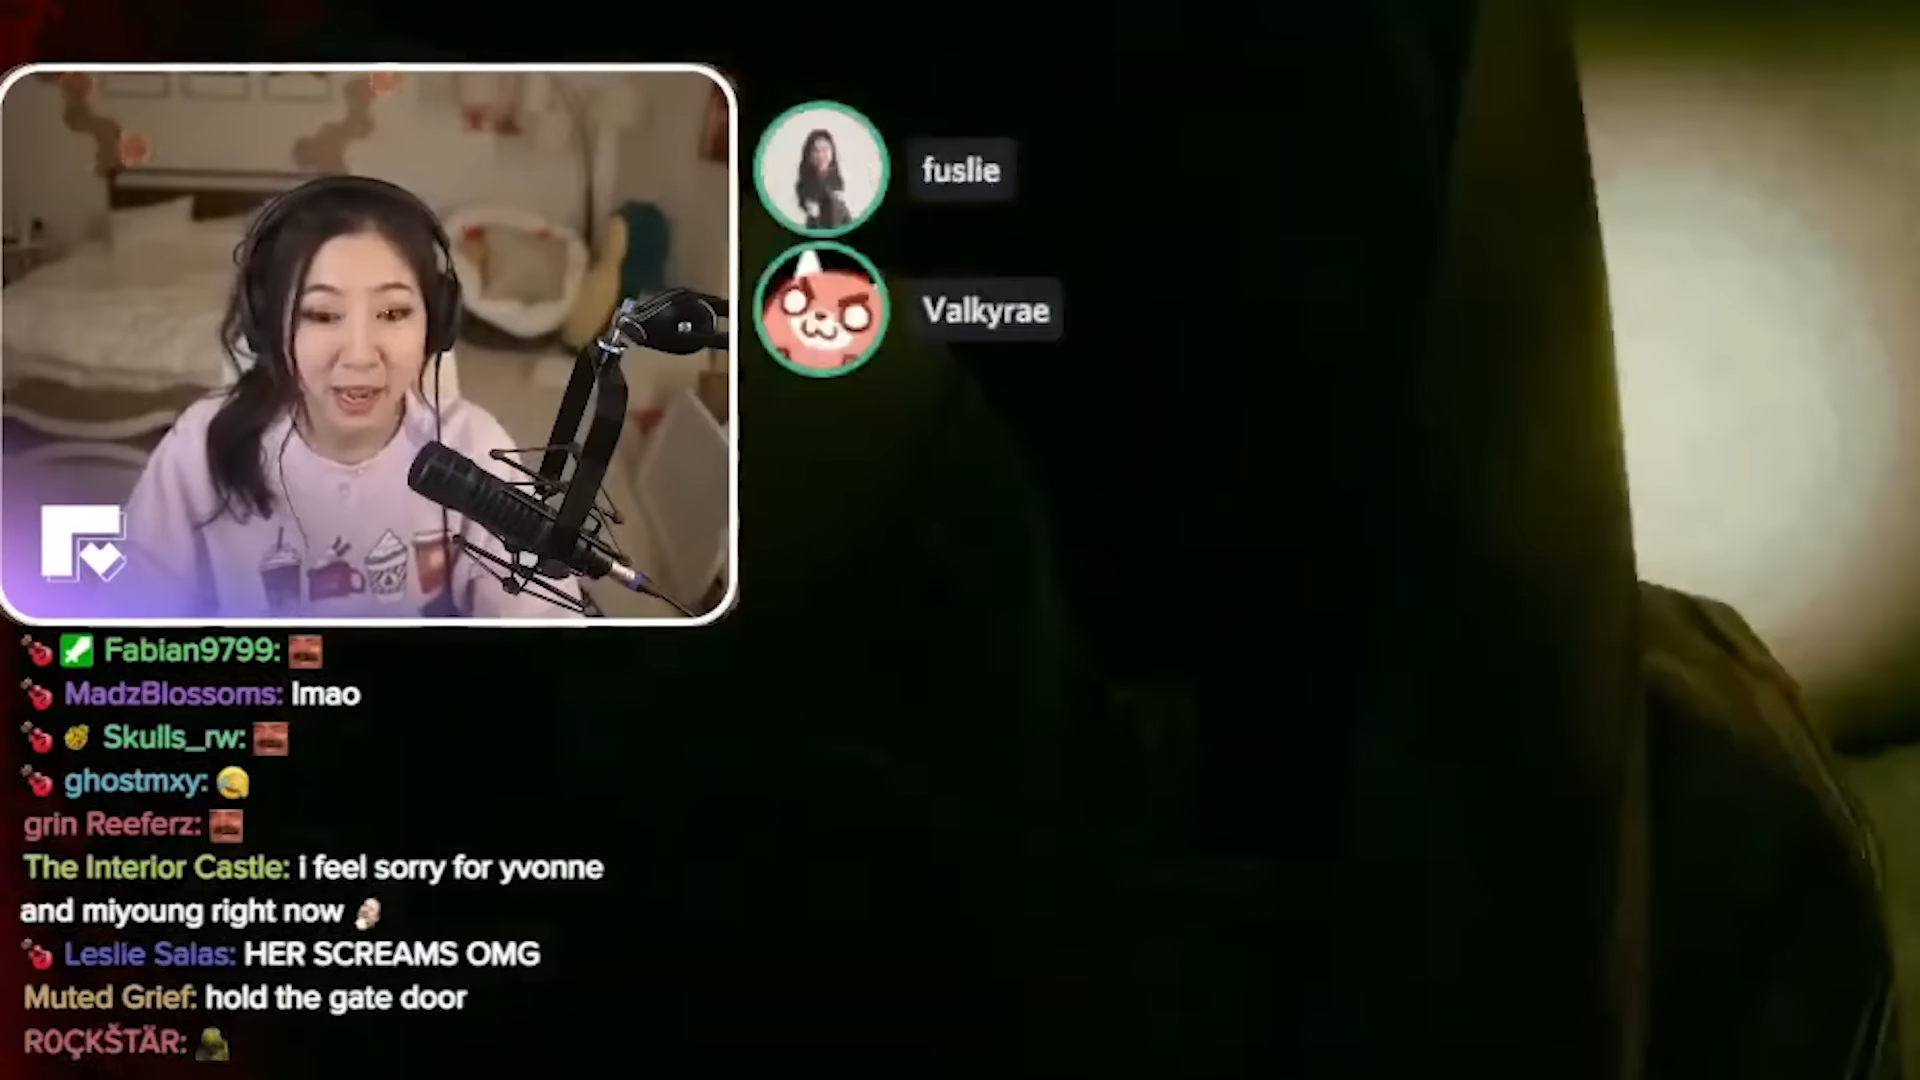 fuslie
Valkyrae
Fabian9799:
MadzBlossoms: lmao
Skulls_rw:
ghostmxy:
grin Reeferz:
The Interior Castle: i feel sorry for yvonne
and miyoung right now
Leslie Salas: HER SCREAMS OMG
Muted Grief: hold the gate door
R0ÇKŠTÄR: